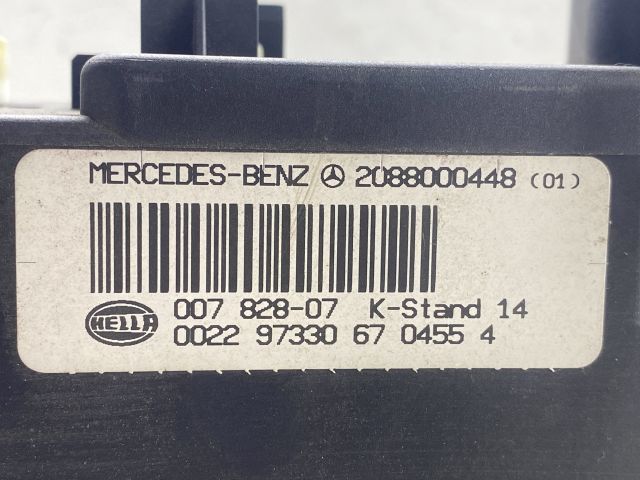 MERCEDES-BENZ 2088000448 (01)
HELLA 007 828-07 K-Stand 14
0022 97330 67 0455 4